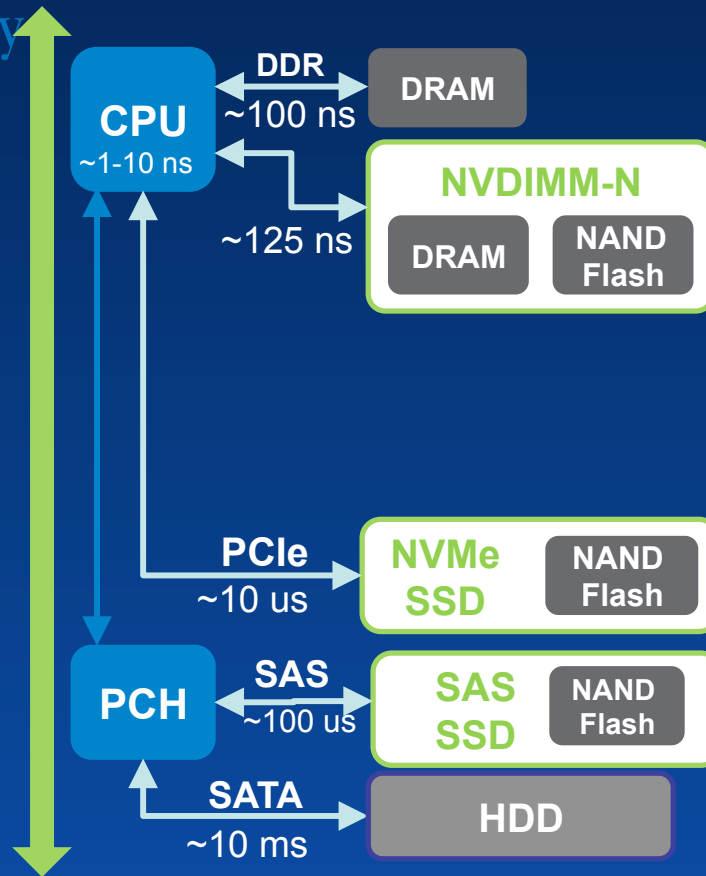 y
DDR
DRAM
~100 ns
CPU
~1-10 ns
NVDIMM-N
~125 ns
DRAM
NAND
Flash
PCIe
~10 us
NVMe
SSD
NAND
Flash
PCH
SAS
~100 us
SAS
SSD
NAND
Flash
SATA
~10 ms
HDD